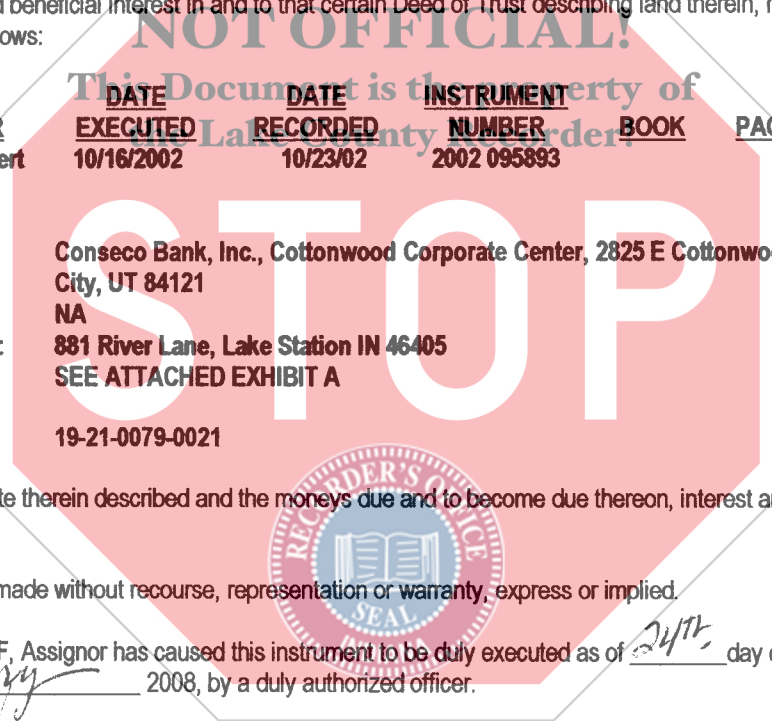 beneficial interest in and to that certain Deed of Trust describing land therein,
ows:
NOT OFFICIAL!
This Document is the property of
the Lake County Recorder!
DATE DATE INSTRUMENT
EXECUTED RECORDED NUMBER BOOK PAG
ert 10/16/2002 10/23/02 2002 095893
STOP
Conseco Bank, Inc., Cottonwood Corporate Center, 2825 E Cottonwo
City, UT 84121
NA
: 881 River Lane, Lake Station IN 46405
SEE ATTACHED EXHIBIT A
19-21-0079-0021
te therein described and the moneys due and to become due thereon, interest a
RECORDER'S OFFICE
SEAL
INDIANA
made without recourse, representation or warranty, express or implied.
F, Assignor has caused this instrument to be duly executed as of 24th day
2008, by a duly authorized officer.